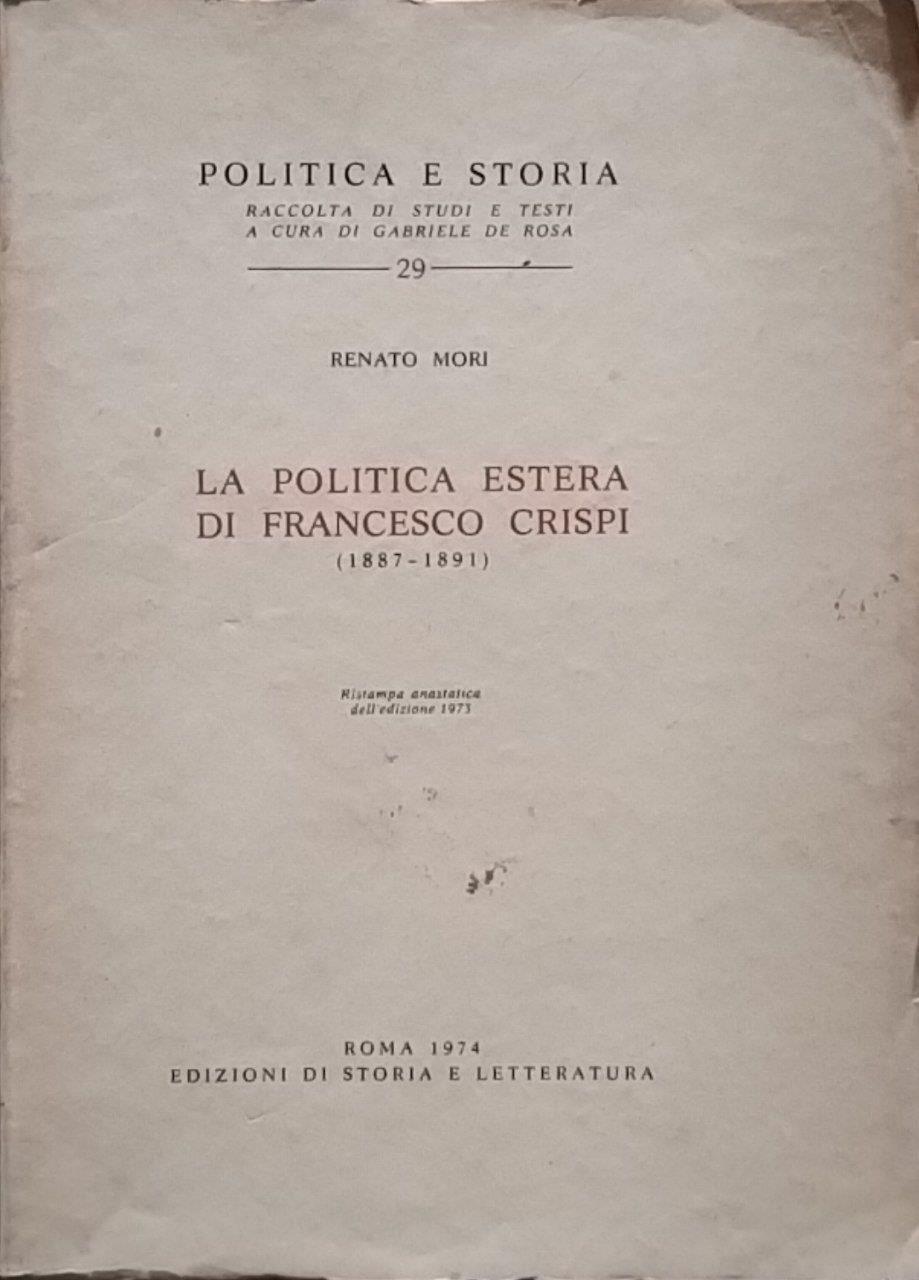 POLITICA E STORIA
RACCOLTA DI STUDI E TESTI
A CURA DI GABRIELE DE ROSA
29
RENATO MORI
LA POLITICA ESTERA
DI FRANCESCO CRISPI
(1887-1891)
Ristampa anastatica
dell'edizione 1973
ROMA 1974
EDIZIONI DI STORIA E LETTERATURA